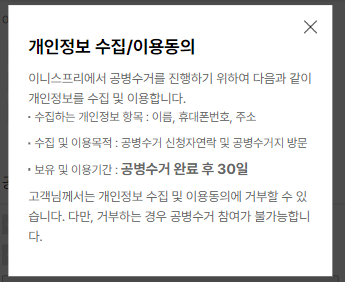 개인정보 수집/이용동의
이니스프리에서 공병수거를 진행하기 위하여 다음과 같이
개인정보를 수집 및 이용합니다.
· 수집하는 개인정보 항목 : 이름, 휴대폰번호, 주소
· 수집 및 이용목적 : 공병수거 신청자연락 및 공병수거지 방문
· 보유 및 이용기간 : 공병수거 완료 후 30일
고객님께서는 개인정보 수집 및 이용동의에 거부할 수 있
습니다. 다만, 거부하는 경우 공병수거 참여가 불가능합니
다.